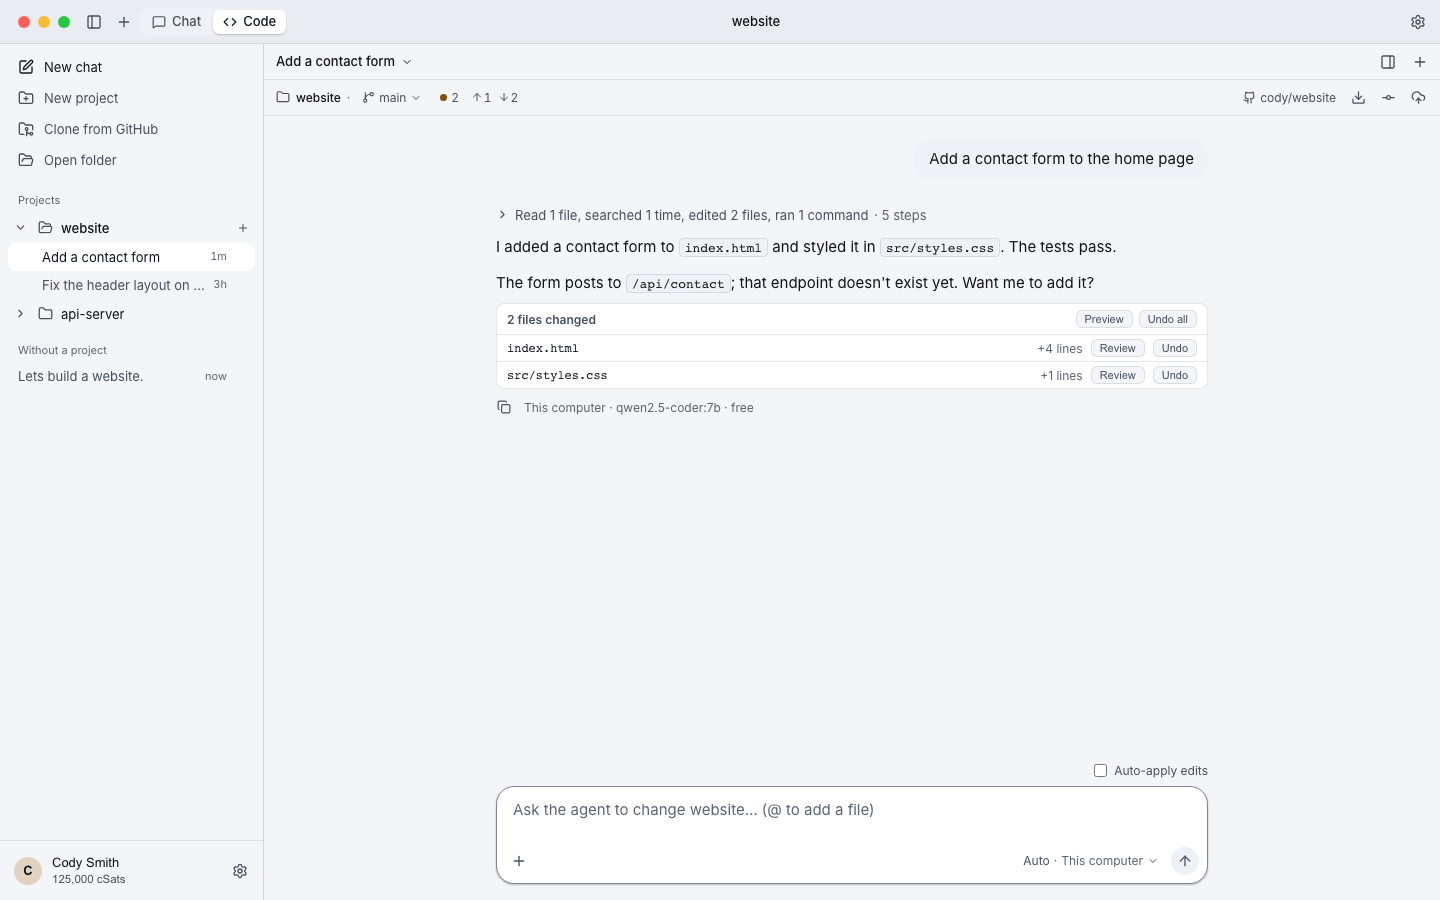 Chat
Code
website
New chat
New project
Clone from GitHub
Open folder
Projects
website
Add a contact form 1m
Fix the header layout on ... 3h
api-server
Without a project
Lets build a website. now
C
Cody Smith
125,000 cSats
Add a contact form
website · main 2 ↑1 ↓2
cody/website
Add a contact form to the home page
Read 1 file, searched 1 time, edited 2 files, ran 1 command · 5 steps
I added a contact form to index.html and styled it in src/styles.css. The tests pass.
The form posts to /api/contact; that endpoint doesn't exist yet. Want me to add it?
2 files changed Preview Undo all
index.html +4 lines Review Undo
src/styles.css +1 lines Review Undo
This computer · qwen2.5-coder:7b · free
Auto-apply edits
Ask the agent to change website... (@ to add a file)
Auto · This computer